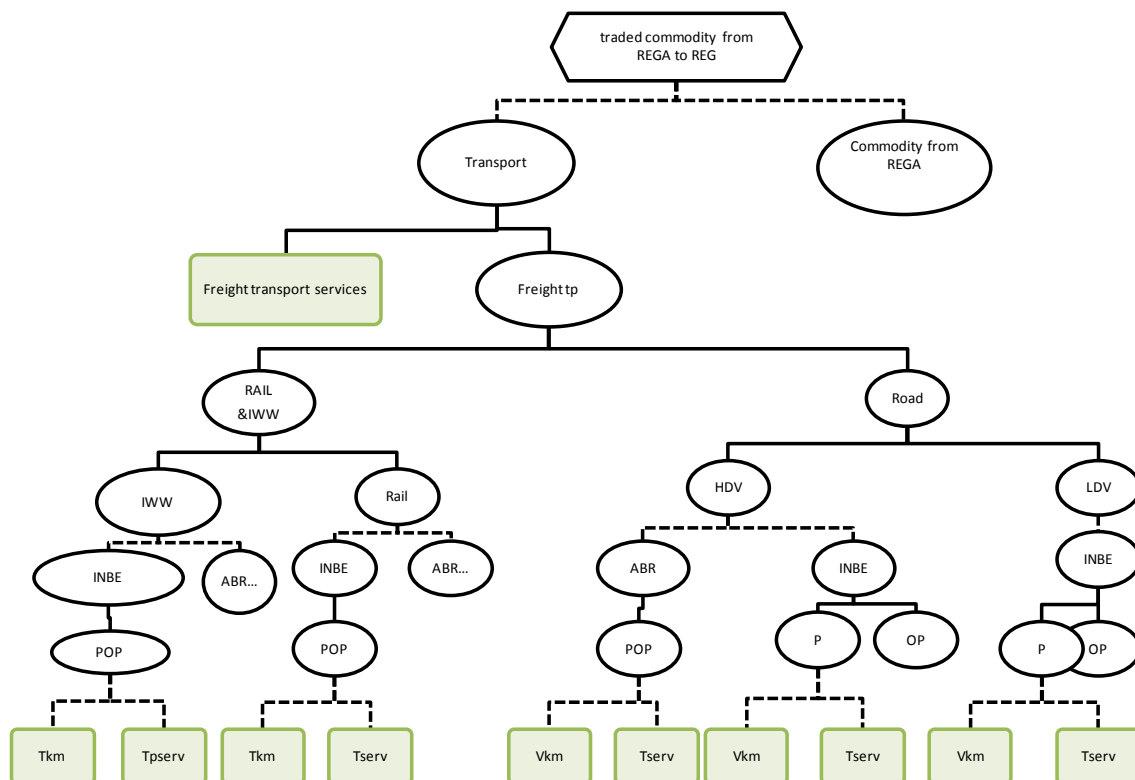 traded commodity from
REGA to REG
Transport
Commodity from
REGA
Freight transport services
Freight tp
RAIL
&IWW
Road
IWW
Rail
HDV
LDV
INBE
ABR...
INBE
ABR...
ABR
INBE
INBE
POP
POP
POP
P
OP
P
OP
Tkm
Tpserv
Tkm
Tserv
Vkm
Tserv
Vkm
Tserv
Vkm
Tserv